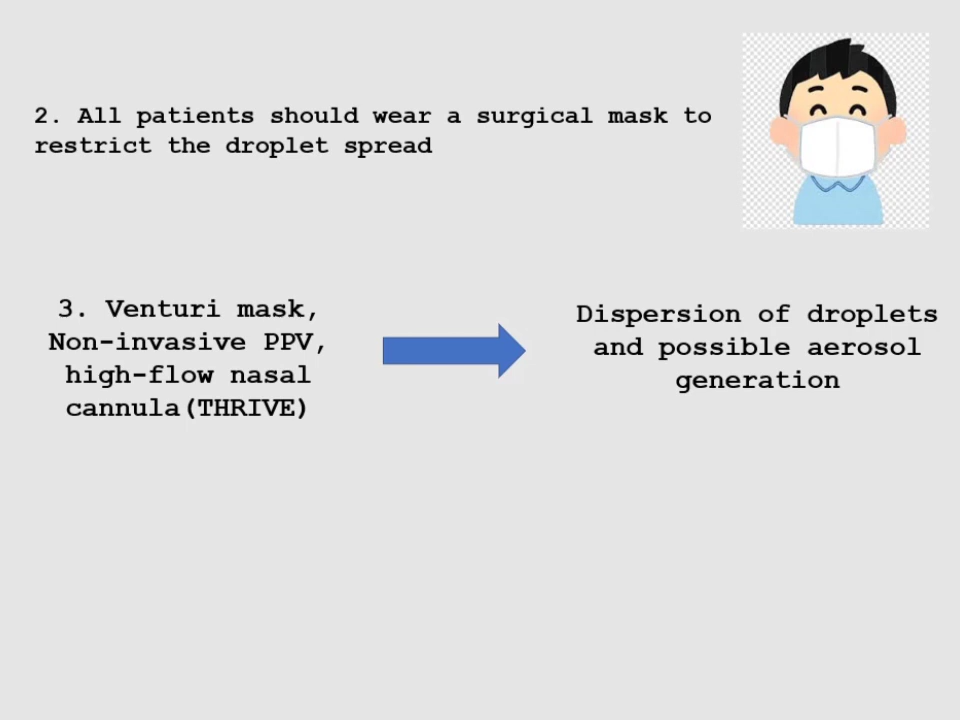 2. All patients should wear a surgical mask to
restrict the droplet spread
3. Venturi mask,
Non-invasive PPV,
high-flow nasal
cannula(THRIVE)
Dispersion of droplets
and possible aerosol
generation